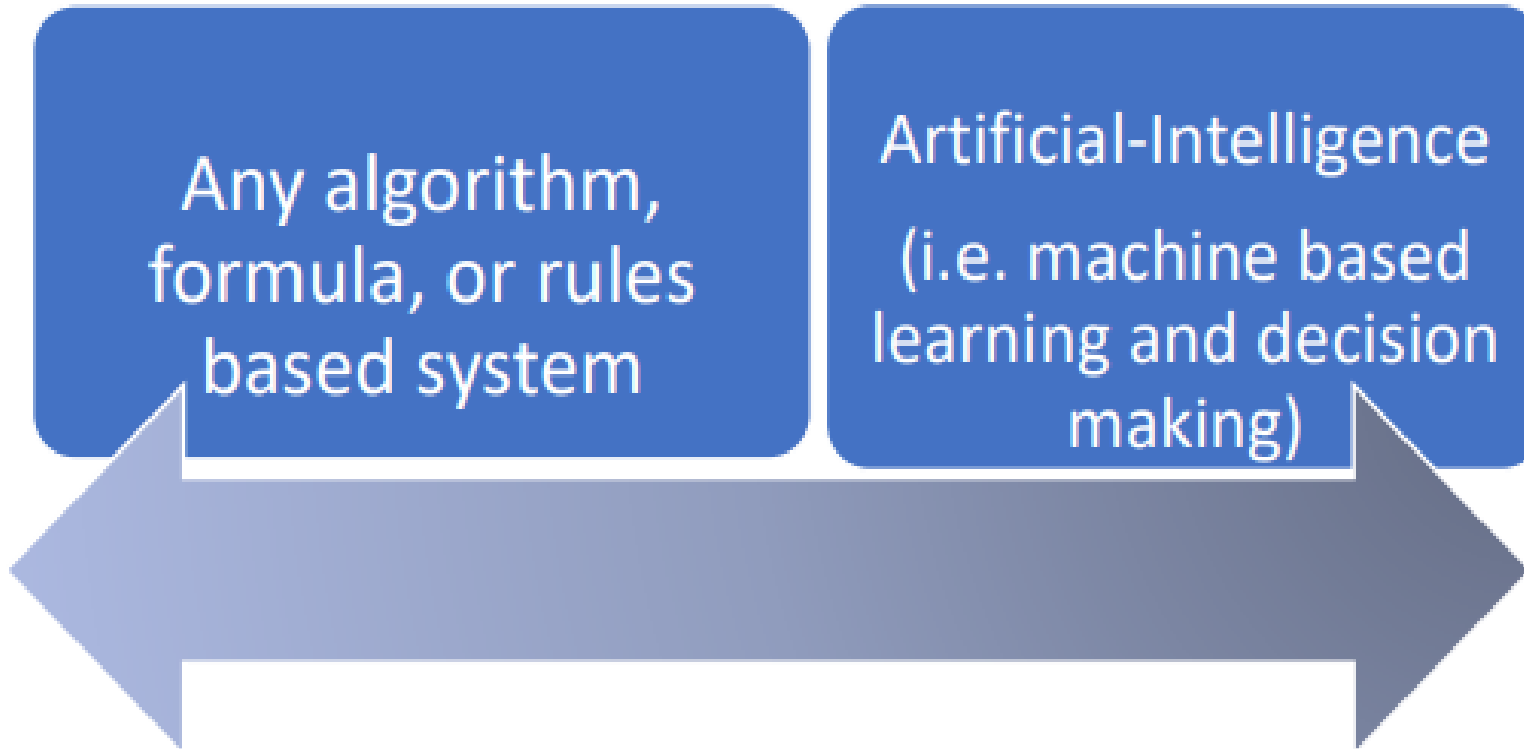 Any algorithm,
formula, or rules
based system
Artificial-Intelligence
(i.e. machine based
learning and decision
making)